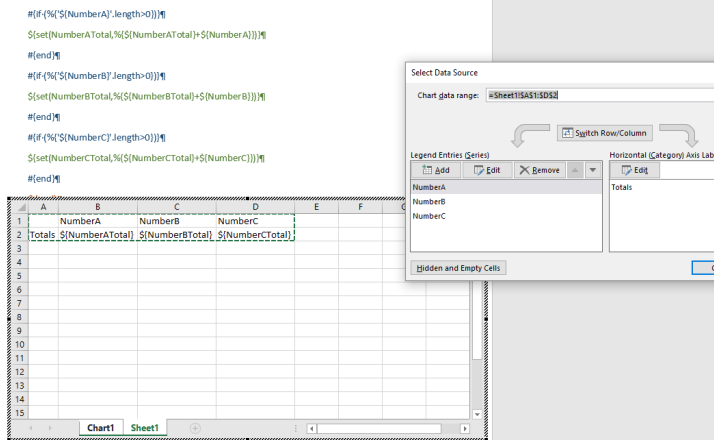 #{if·(%{'${NumberA}'.length>0})}¶
${set(NumberATotal,%{${NumberATotal}+${NumberA}})}¶
#{end}¶
#{if·(%{'${NumberB}'.length>0})}¶
${set(NumberBTotal,%{${NumberBTotal}+${NumberB}})}¶
#{end}¶
#{if·(%{'${NumberC}'.length>0})}¶
${set(NumberCTotal,%{${NumberCTotal}+${NumberC}})}¶
#{end}¶
Select Data Source
Chart data range: =Sheet1!$A$1:$D$2
Switch Row/Column
Legend Entries (Series)
Horizontal (Category) Axis Lab
Add Edit Remove
Edit
NumberA
NumberB
NumberC
Totals
Hidden and Empty Cells
A B C D E F
1 NumberA NumberB NumberC
2 Totals ${NumberATotal} ${NumberBTotal} ${NumberCTotal}
3
4
5
6
7
8
9
10
11
12
13
14
15
Chart1 Sheet1